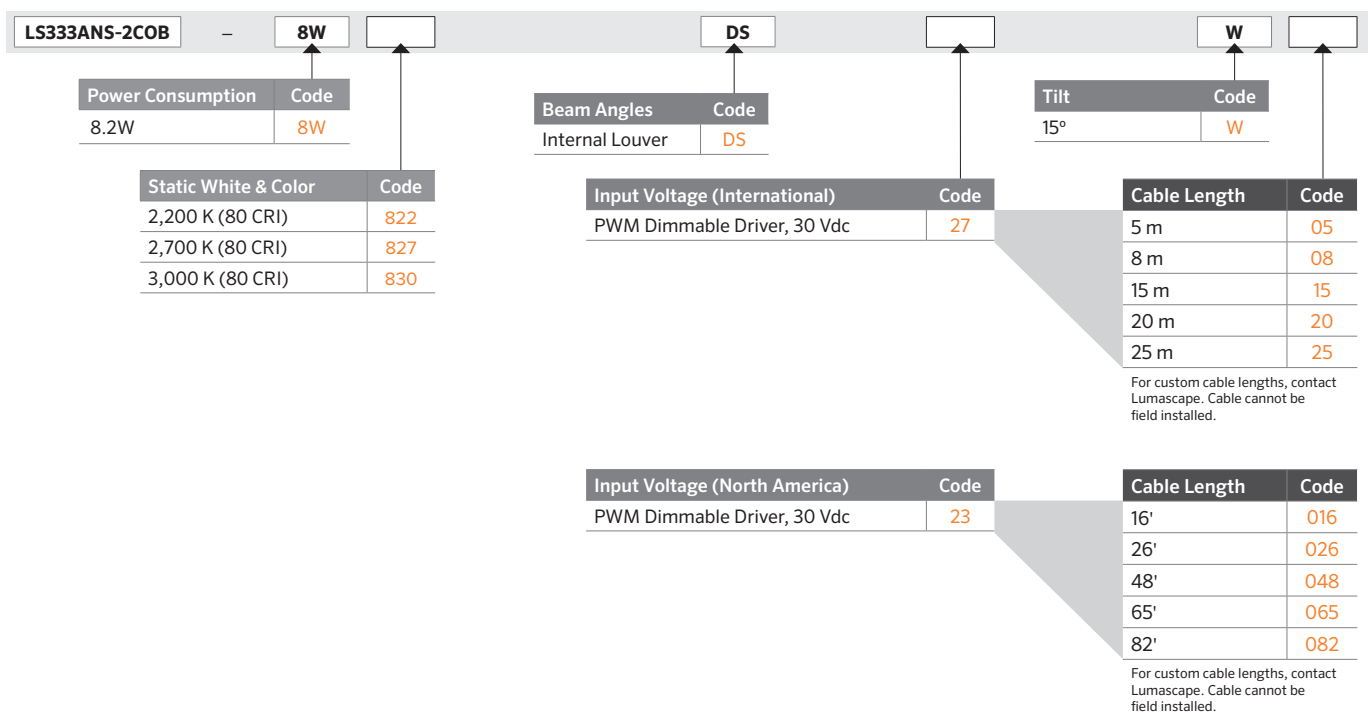 LS333ANS-2COB – 8W DS W
Power Consumption Code
8.2W 8W
Static White & Color Code
2,200 K (80 CRI) 822
2,700 K (80 CRI) 827
3,000 K (80 CRI) 830
Beam Angles Code
Internal Louver DS
Tilt Code
15° W
Input Voltage (International) Code
PWM Dimmable Driver, 30 Vdc 27
Cable Length Code
5 m 05
8 m 08
15 m 15
20 m 20
25 m 25
For custom cable lengths, contact
Lumascape. Cable cannot be
field installed.
Input Voltage (North America) Code
PWM Dimmable Driver, 30 Vdc 23
Cable Length Code
16' 016
26' 026
48' 048
65' 065
82' 082
For custom cable lengths, contact
Lumascape. Cable cannot be
field installed.